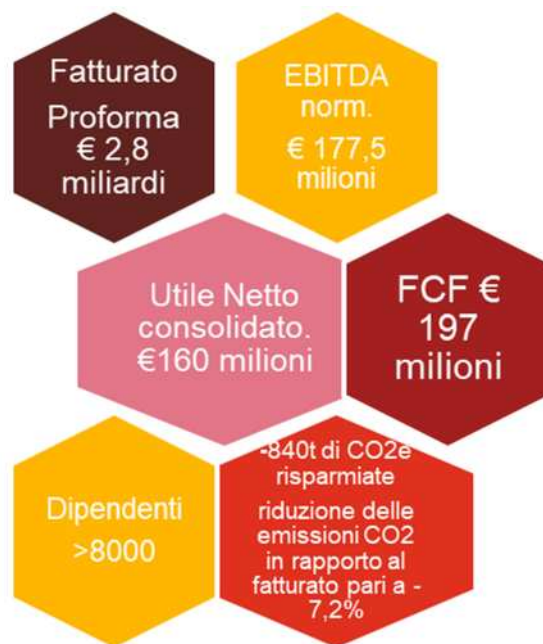 Fatturato
Proforma
€ 2,8
miliardi
EBITDA
norm.
€ 177,5
milioni
Utile Netto
consolidato.
€160 milioni
FCF €
197
milioni
Dipendenti
>8000
-840t di CO2e
risparmiate
riduzione delle
emissioni CO2
in rapporto al
fatturato pari a -
7,2%